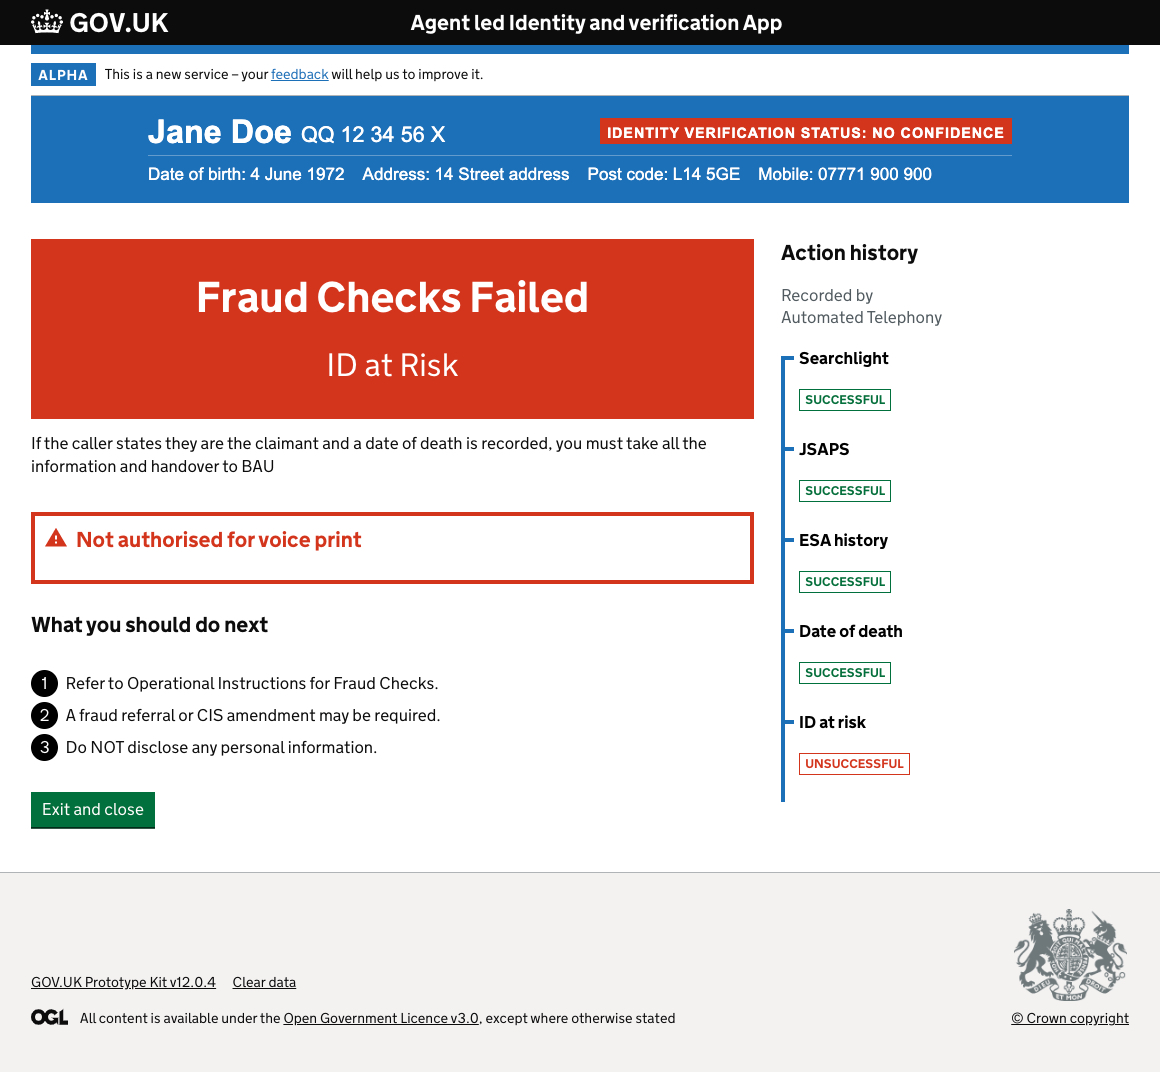 GOV.UK
Agent led Identity and verification App
ALPHA This is a new service – your feedback will help us to improve it.
Jane Doe QQ 12 34 56 X
IDENTITY VERIFICATION STATUS: NO CONFIDENCE
Date of birth: 4 June 1972 Address: 14 Street address Post code: L14 5GE Mobile: 07771 900 900
Fraud Checks Failed
ID at Risk
If the caller states they are the claimant and a date of death is recorded, you must take all the
information and handover to BAU
Not authorised for voice print
What you should do next
1 Refer to Operational Instructions for Fraud Checks.
2 A fraud referral or CIS amendment may be required.
3 Do NOT disclose any personal information.
Exit and close
Action history
Recorded by
Automated Telephony
Searchlight
SUCCESSFUL
JSAPS
SUCCESSFUL
ESA history
SUCCESSFUL
Date of death
SUCCESSFUL
ID at risk
UNSUCCESSFUL
GOV.UK Prototype Kit v12.0.4 Clear data
OGL All content is available under the Open Government Licence v3.0, except where otherwise stated
© Crown copyright